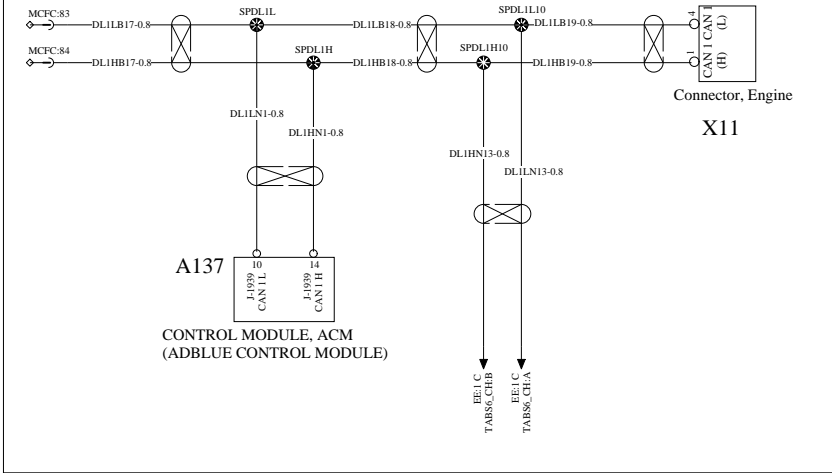 MCFC:83
DL1LB17-0.8
SPDL1L
DL1LB18-0.8
SPDL1L10
DL1LB19-0.8
4
CAN 1
(L)
MCFC:84
DL1HB17-0.8
SPDL1H
DL1HB18-0.8
SPDL1H10
DL1HB19-0.8
1
CAN 1
(H)
Connector, Engine
X11
DL1LN1-0.8
DL1HN1-0.8
DL1HN13-0.8
DL1LN13-0.8
A137
10
J-1939
CAN 1 L
14
J-1939
CAN 1 H
CONTROL MODULE, ACM
(ADBLUE CONTROL MODULE)
EE:1 C
TABS6_CH:B
EE:1 C
TABS6_CH:A